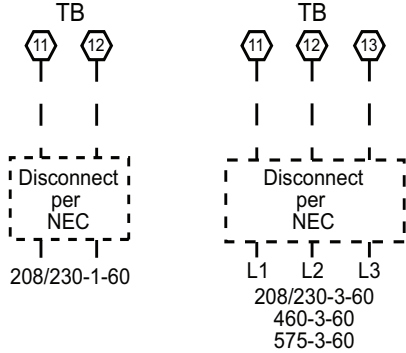 TB
11 12
Disconnect
per
NEC
208/230-1-60
TB
11 12 13
Disconnect
per
NEC
L1 L2 L3
208/230-3-60
460-3-60
575-3-60